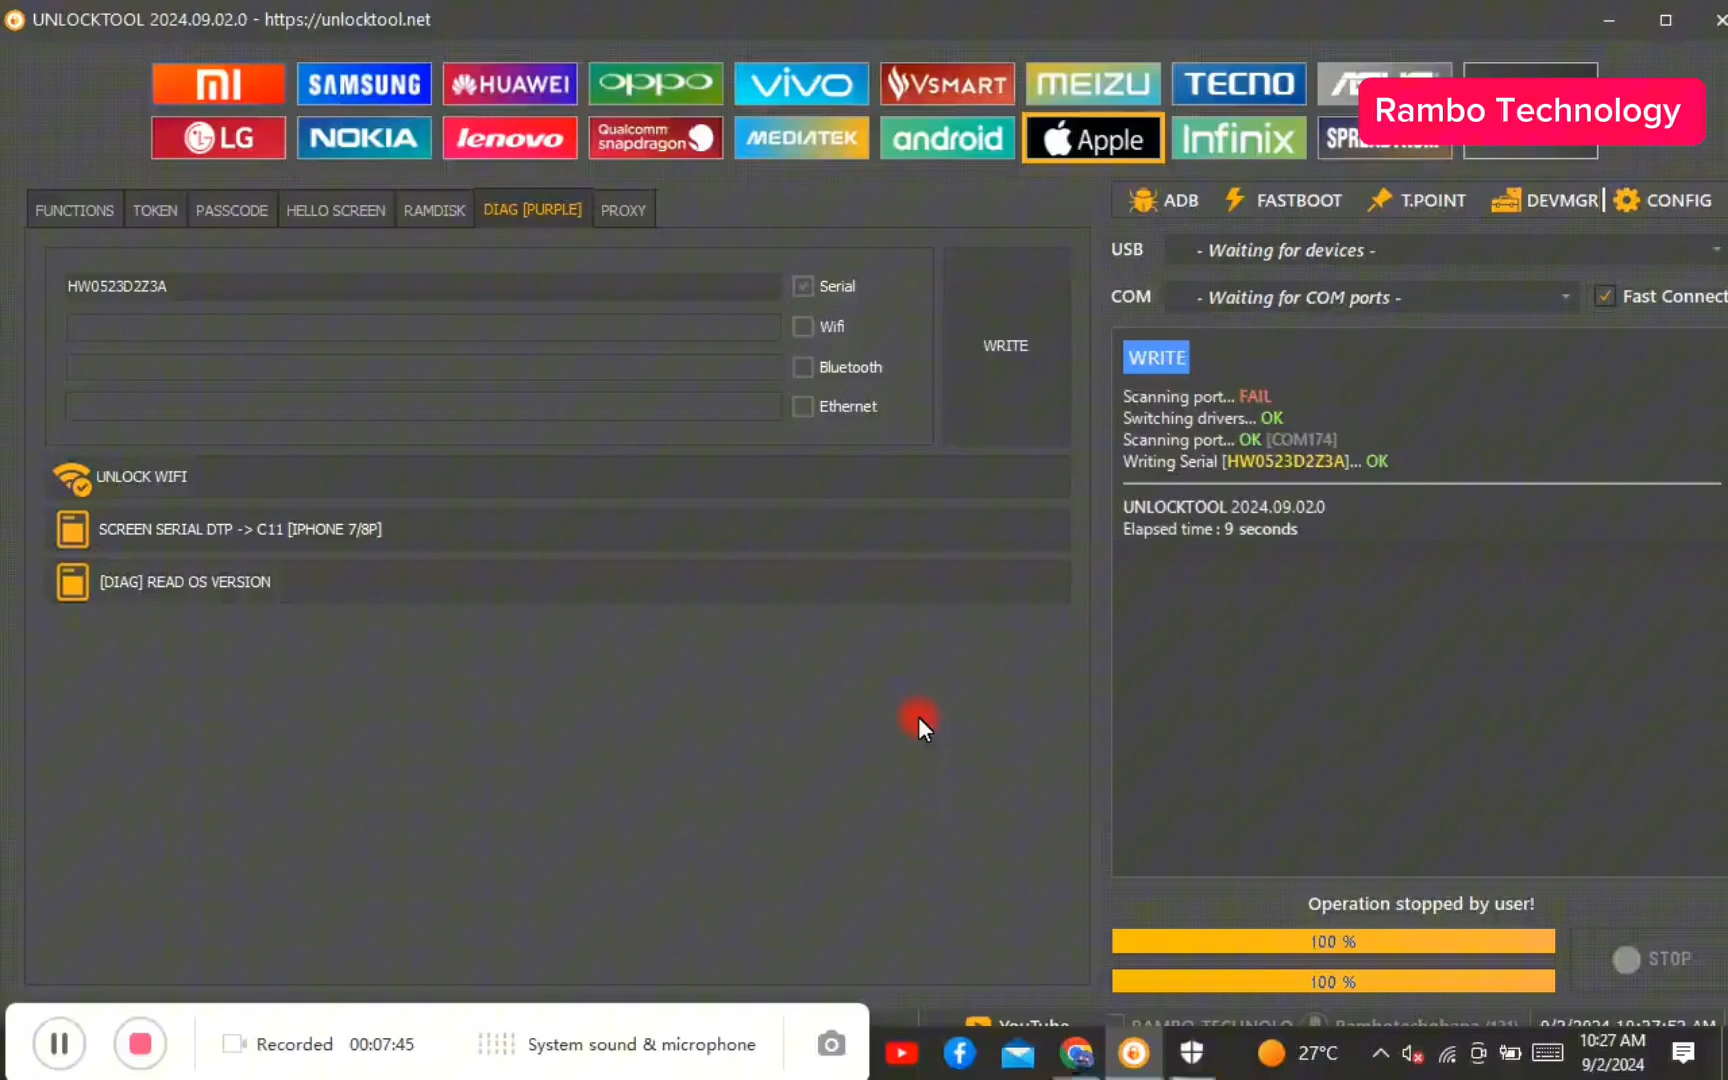 UNLOCKTOOL 2024.09.02.0 - https://unlocktool.net
SAMSUNG HUAWEI oppo vivo VSMART MEIZU TECNO
Rambo Technology
LG NOKIA lenovo Qualcomm snapdragon MEDIATEK android Apple Infinix
FUNCTIONS TOKEN PASSCODE HELLO SCREEN RAMDISK DIAG [PURPLE] PROXY
ADB FASTBOOT T.POINT DEVMGR CONFIG
USB - Waiting for devices -
COM - Waiting for COM ports - Fast Connect
HW0523D2Z3A Serial
Wifi
Bluetooth
Ethernet
WRITE
UNLOCK WIFI
SCREEN SERIAL DTP -> C11 [IPHONE 7/8P]
[DIAG] READ OS VERSION
WRITE
Scanning port... FAIL
Switching drivers... OK
Scanning port... OK [COM174]
Writing Serial [HW0523D2Z3A]... OK
UNLOCKTOOL 2024.09.02.0
Elapsed time : 9 seconds
Operation stopped by user!
100 %
100 %
STOP
YouTube
Recorded 00:07:45 System sound & microphone
27°C
10:27 AM
9/2/2024